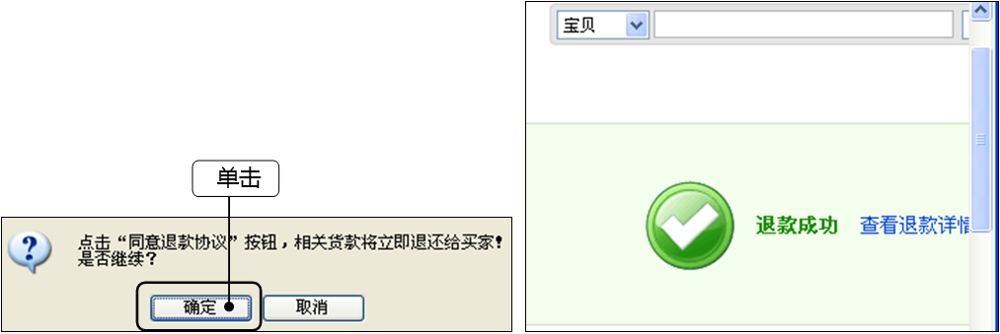 单击
点击“同意退款协议”按钮，相关货款将立即退还给买家！
是否继续？
确定
取消
宝贝
退款成功 查看退款详情